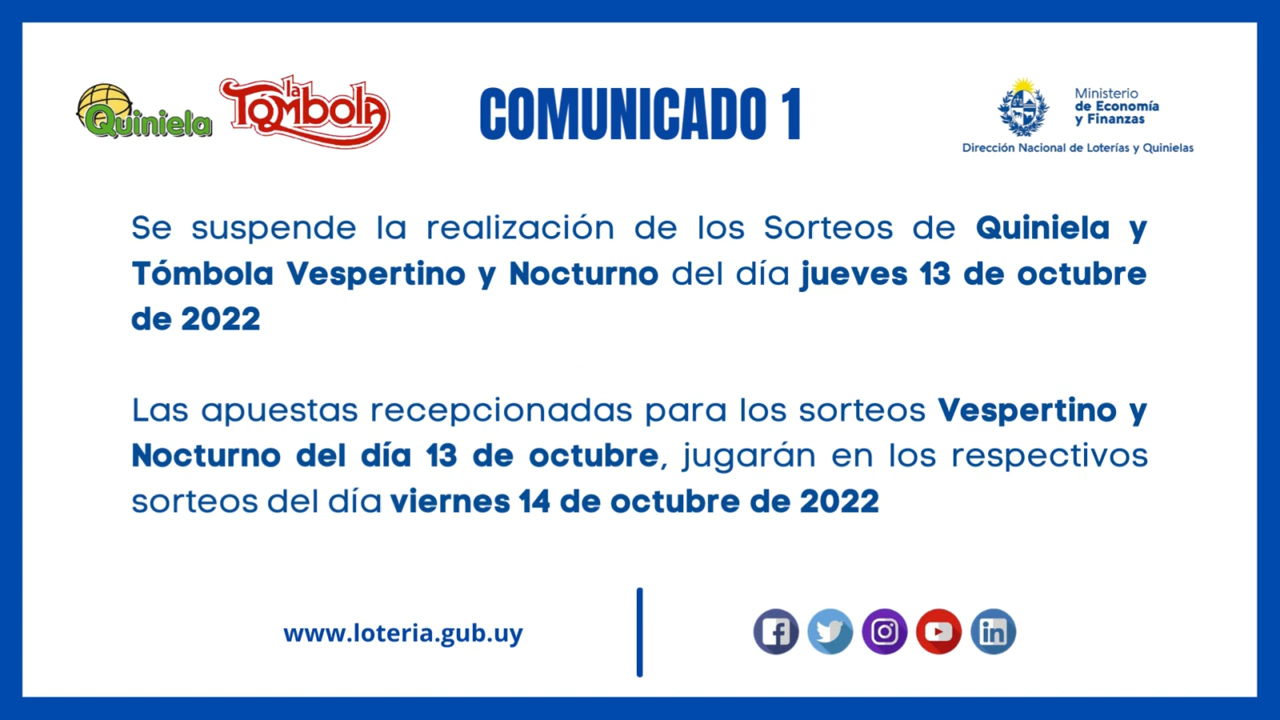 Quiniela
la Tómbola
COMUNICADO 1
Ministerio
de Economía
y Finanzas
Dirección Nacional de Loterías y Quinielas
Se suspende la realización de los Sorteos de Quiniela y
Tómbola Vespertino y Nocturno del día jueves 13 de octubre
de 2022
Las apuestas recepcionadas para los sorteos Vespertino y
Nocturno del día 13 de octubre, jugarán en los respectivos
sorteos del día viernes 14 de octubre de 2022
www.loteria.gub.uy